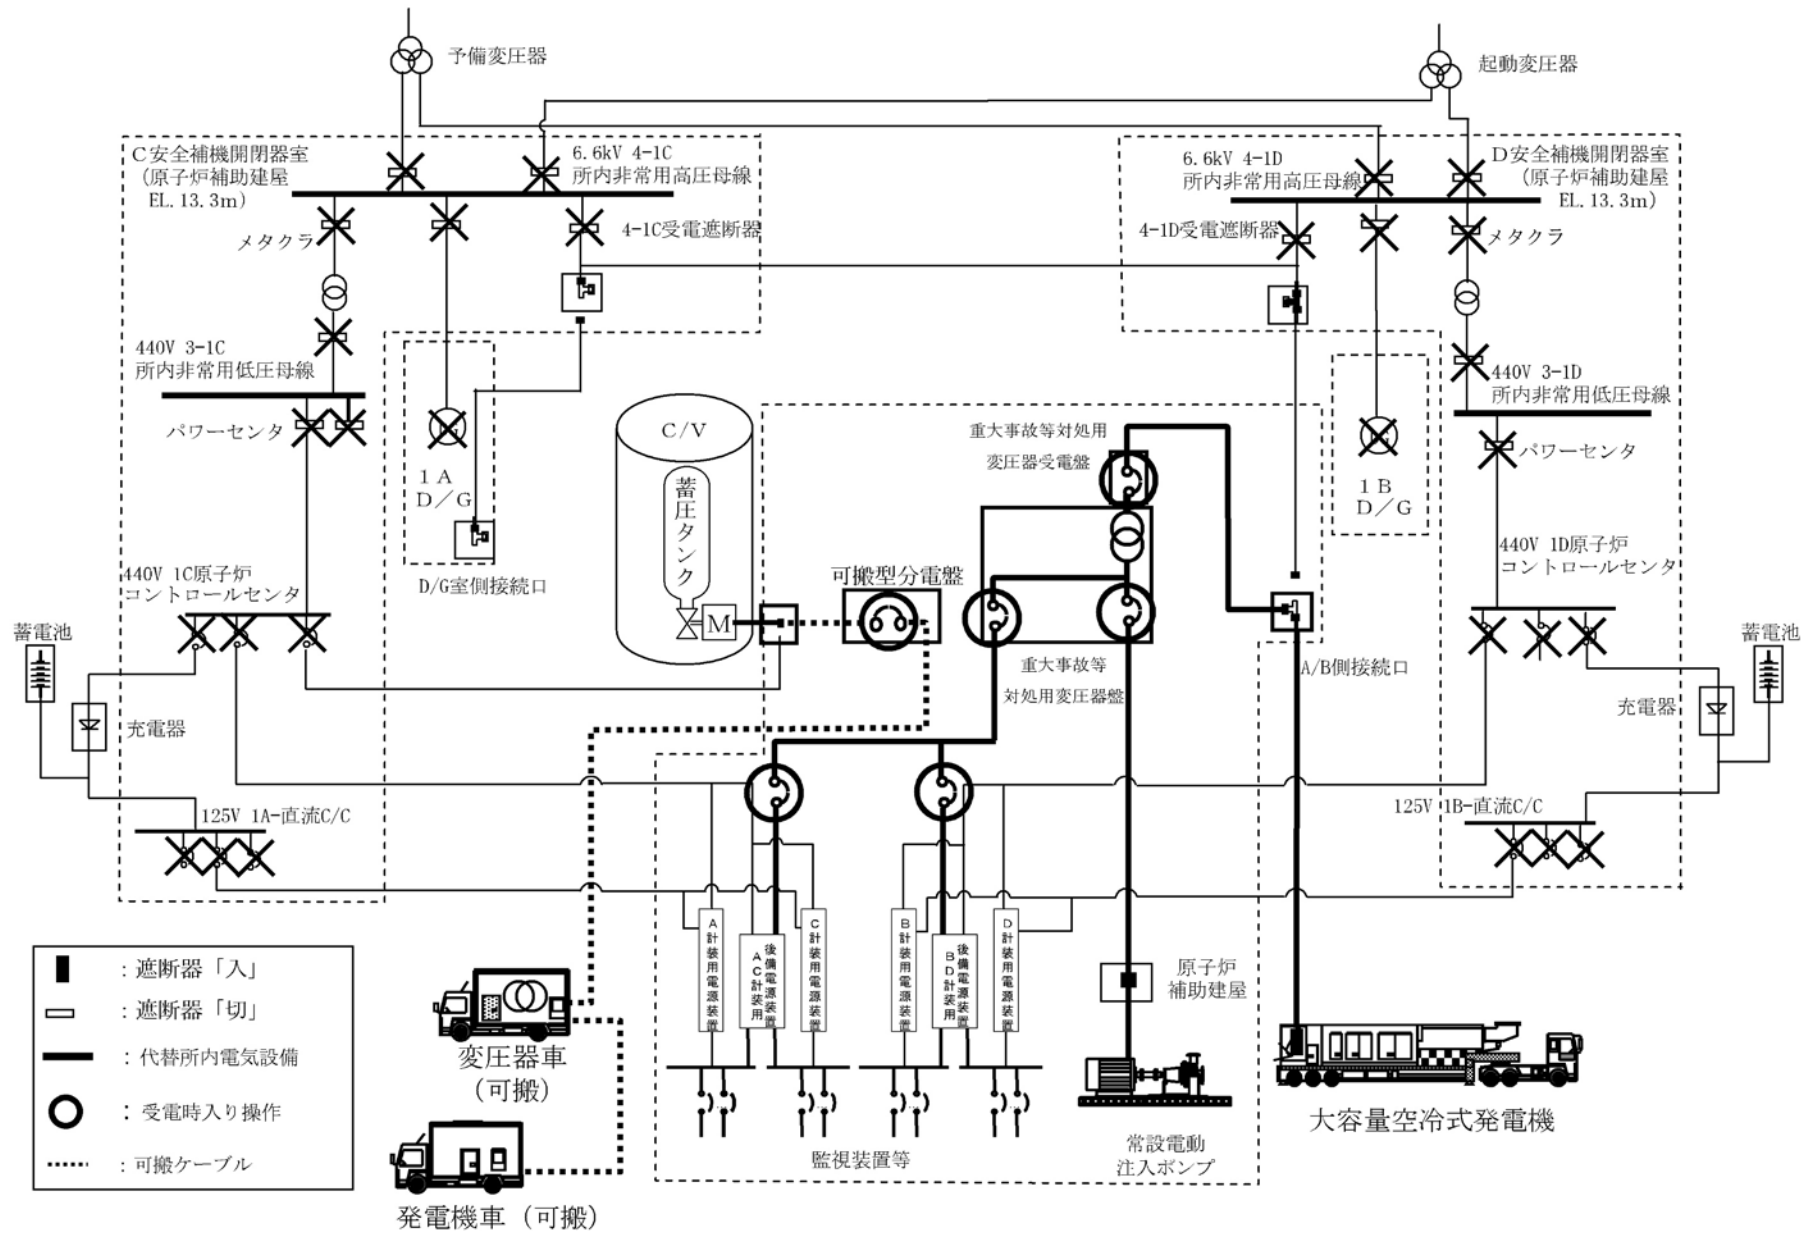 予備変圧器
起動変圧器
C安全補機開閉器室
(原子炉補助建屋
EL.13.3m)
6.6kV 4-1C
所内非常用高圧母線
6.6kV 4-1D
所内非常用高圧母線
D安全補機開閉器室
(原子炉補助建屋
EL.13.3m)
メタクラ
4-1C受電遮断器
4-1D受電遮断器
メタクラ
440V 3-1C
所内非常用低圧母線
440V 3-1D
所内非常用低圧母線
パワーセンタ
パワーセンタ
1A
D/G
1B
D/G
C/V
蓄圧タンク
M
重大事故等対処用
変圧器受電盤
D/G室側接続口
可搬型分電盤
440V 1C原子炉
コントロールセンタ
440V 1D原子炉
コントロールセンタ
蓄電池
蓄電池
重大事故等
対処用変圧器盤
A/B側接続口
充電器
充電器
125V 1A-直流C/C
125V 1B-直流C/C
A計装用電源装置
後備電源装置
AC計装用
C計装用電源装置
B計装用電源装置
後備電源装置
BD計装用
D計装用電源装置
原子炉
補助建屋
:遮断器「入」
:遮断器「切」
:代替所内電気設備
:受電時入り操作
:可搬ケーブル
変圧器車
(可搬)
発電機車(可搬)
監視装置等
常設電動
注入ポンプ
大容量空冷式発電機